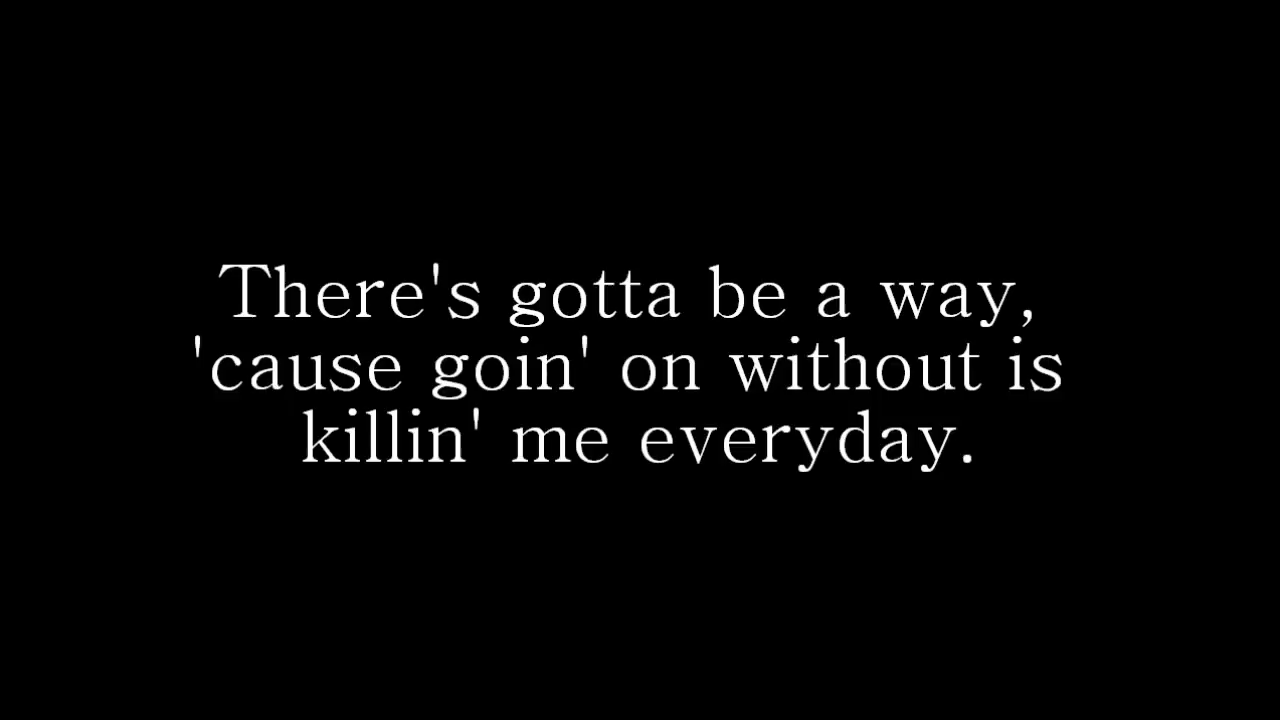 There's gotta be a way,
'cause goin' on without is
killin' me everyday.